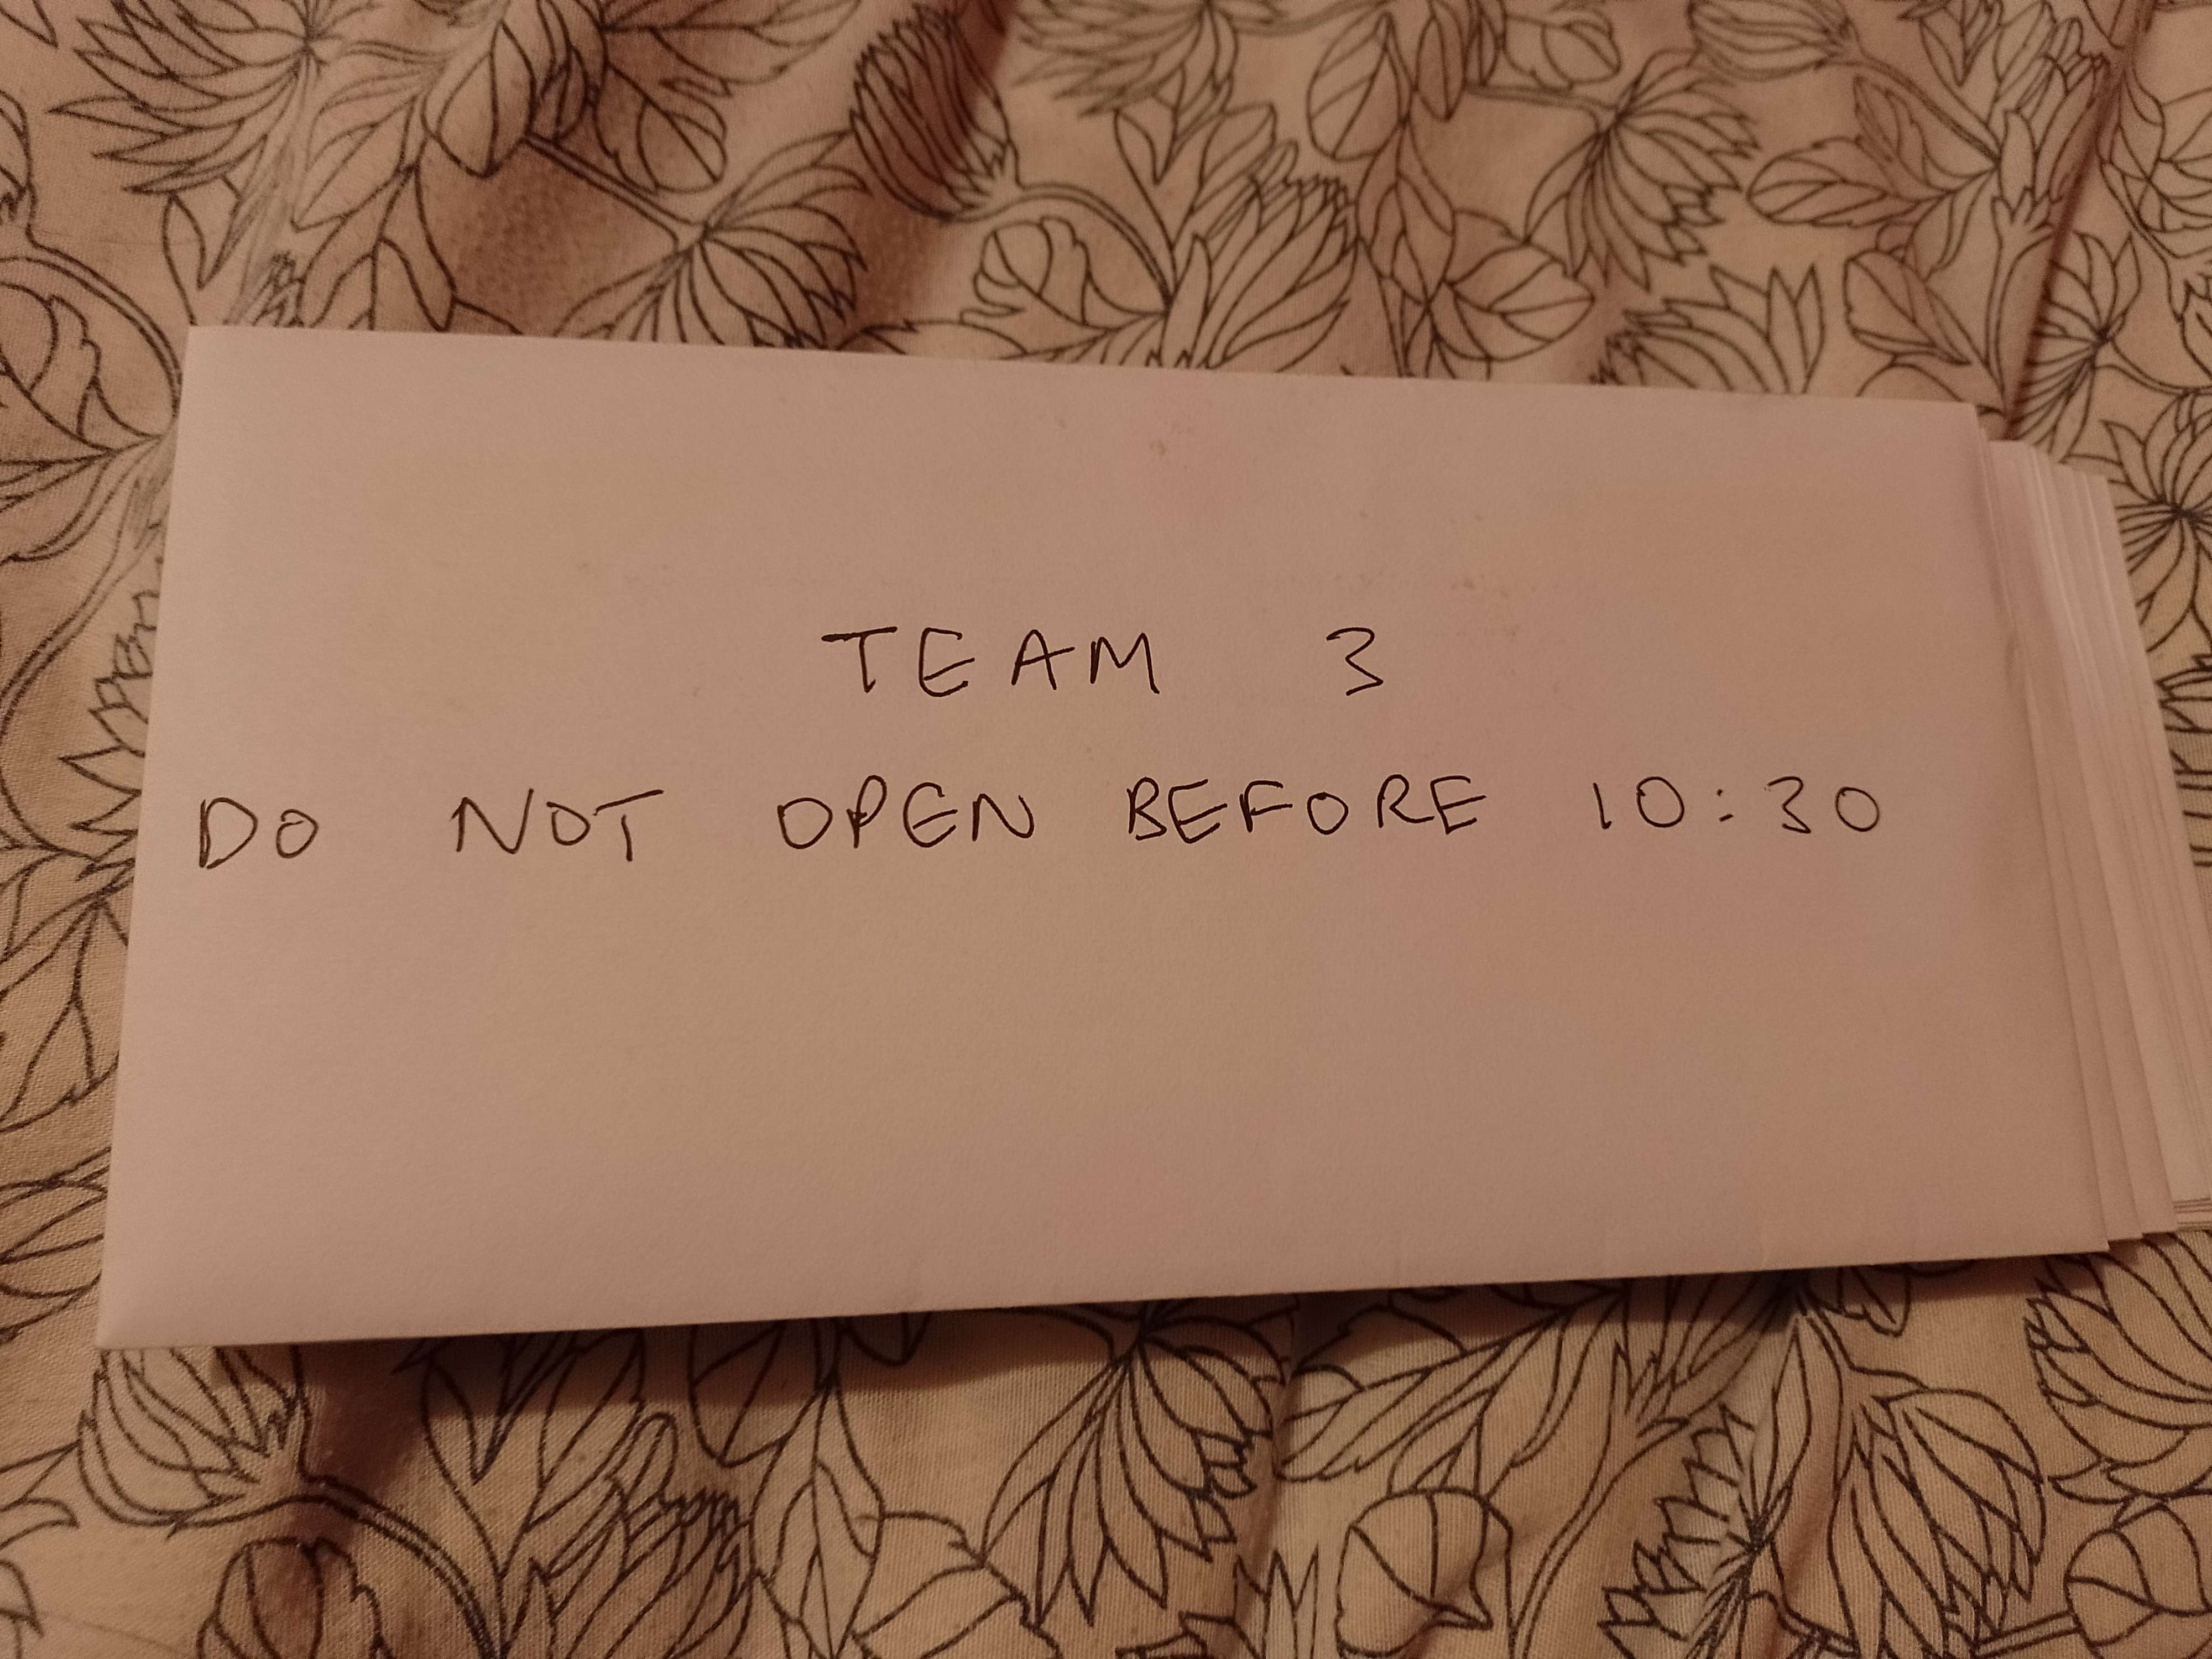 TEAM 3
DO NOT OPEN BEFORE 10:30